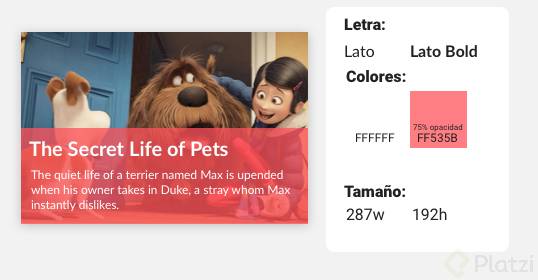 The Secret Life of Pets
The quiet life of a terrier named Max is upended
when his owner takes in Duke, a stray whom Max
instantly dislikes.
Letra:
Lato Lato Bold
Colores:
75% opacidad
FFFFFF FF535B
Tamaño:
287w 192h
Platzi